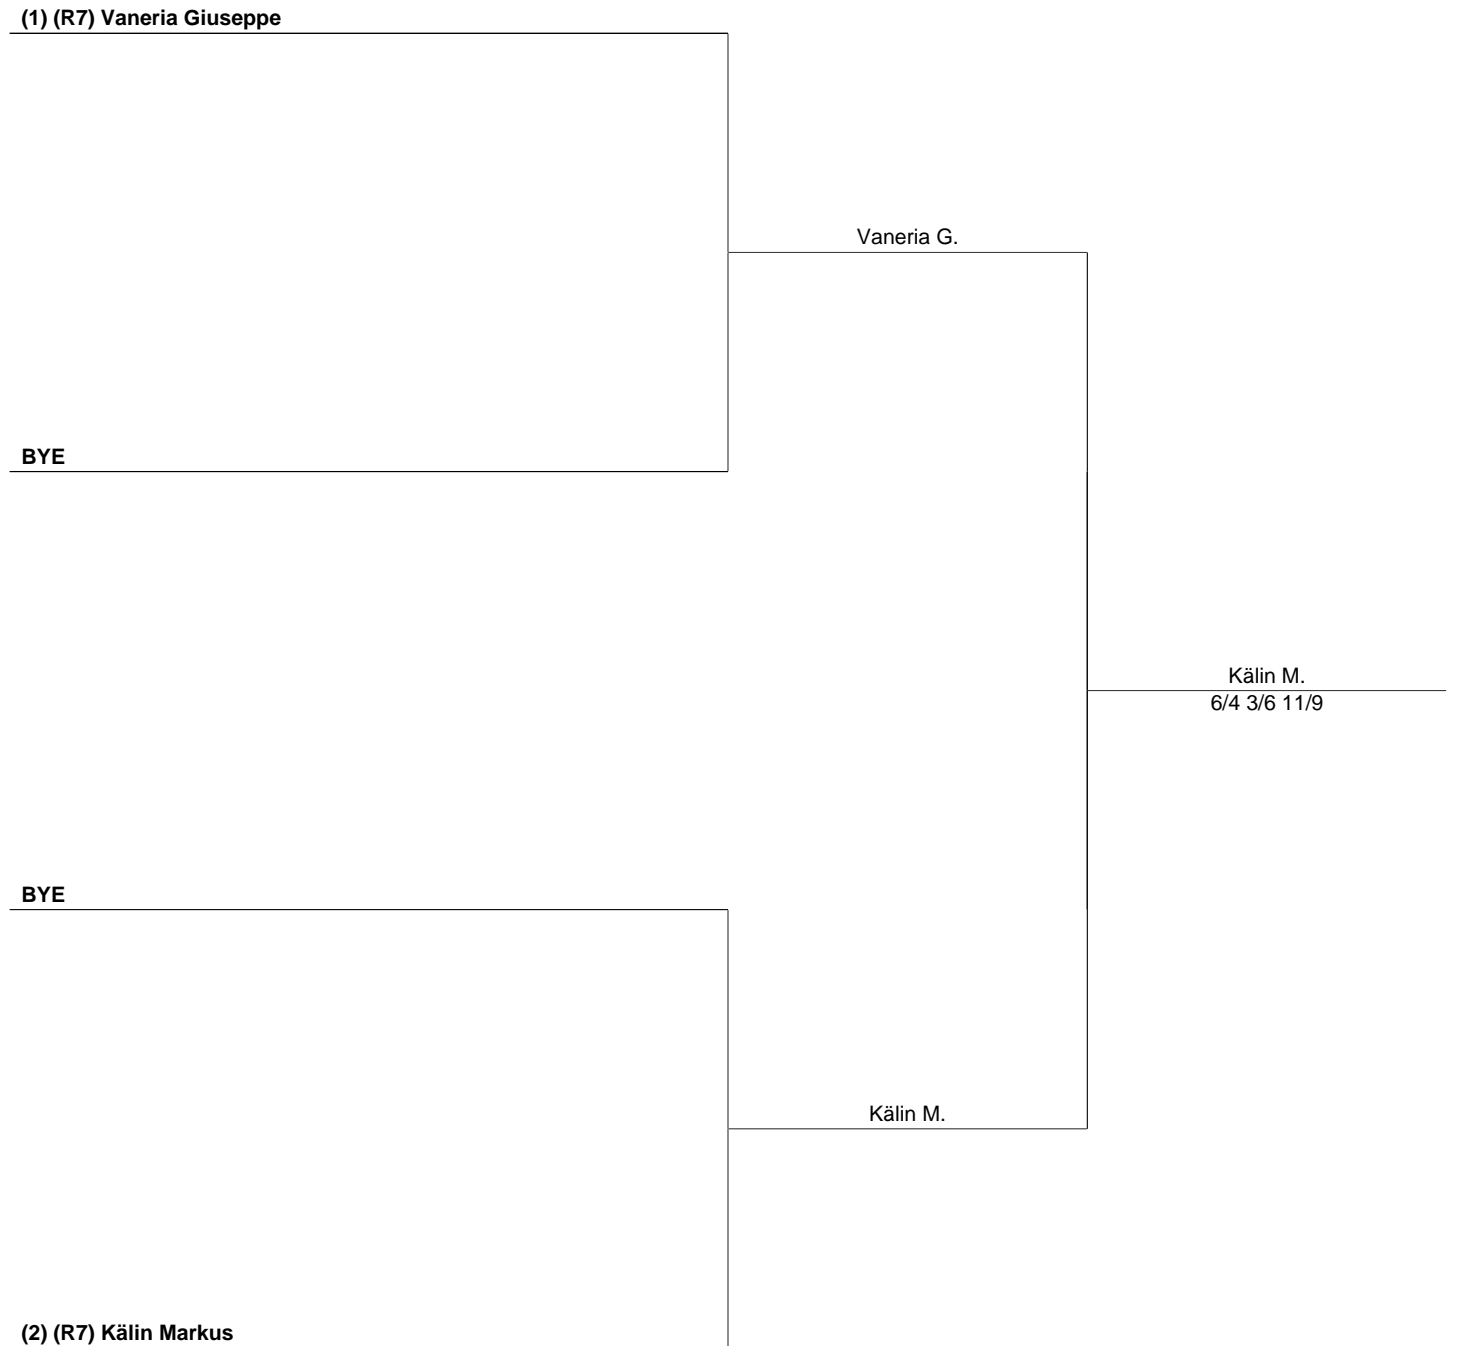 (1) (R7) Vaneria Giuseppe
Vaneria G.
BYE
Kälin M.
6/4 3/6 11/9
BYE
Kälin M.
(2) (R7) Kälin Markus